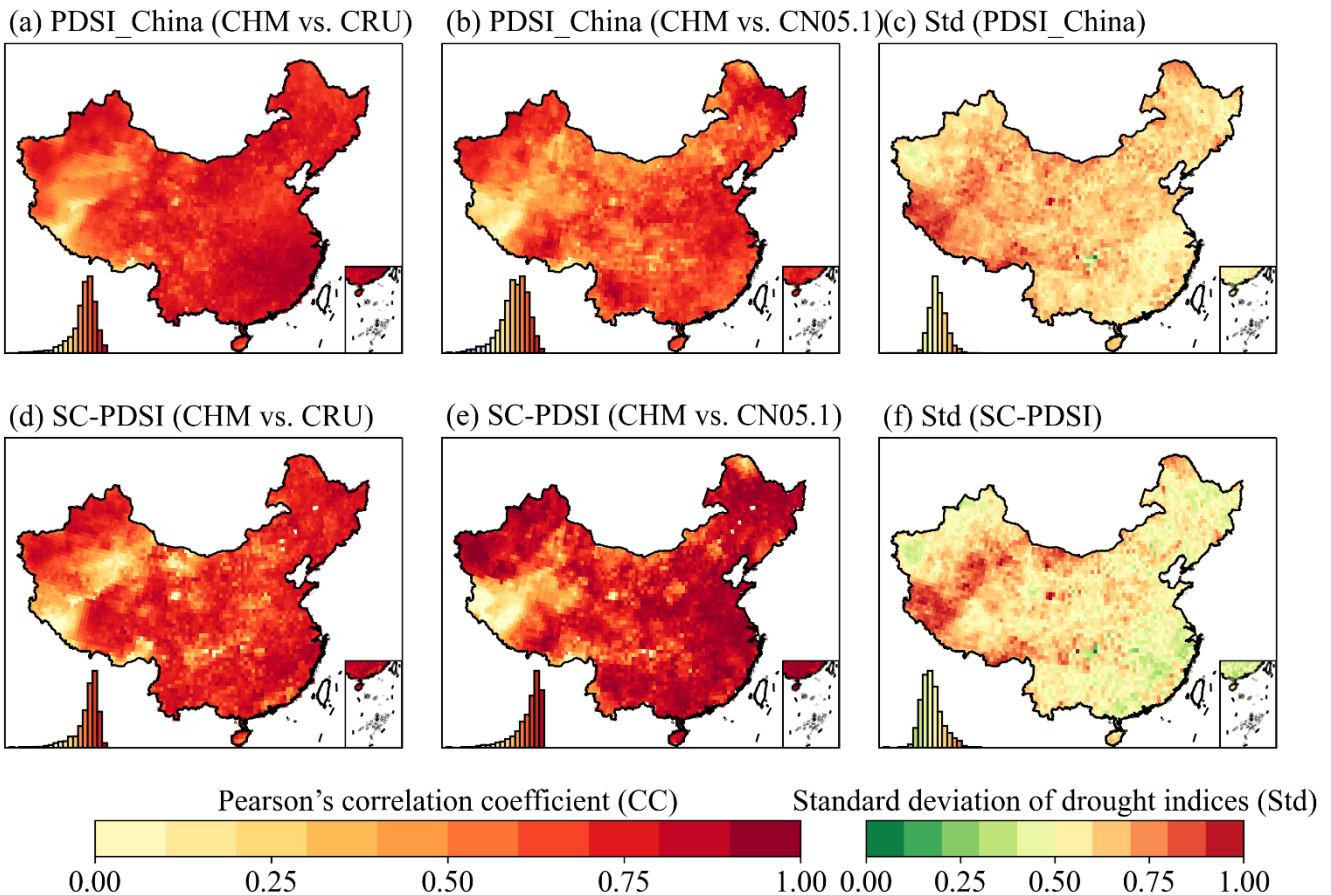 (a) PDSI_China (CHM vs. CRU)
(b) PDSI_China (CHM vs. CN05.1)
(c) Std (PDSI_China)
(d) SC-PDSI (CHM vs. CRU)
(e) SC-PDSI (CHM vs. CN05.1)
(f) Std (SC-PDSI)
Pearson’s correlation coefficient (CC)
0.00 0.25 0.50 0.75 1.00
Standard deviation of drought indices (Std)
0.00 0.25 0.50 0.75 1.00